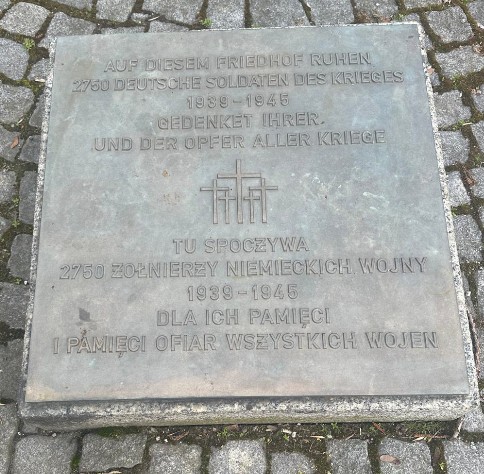 AUF DIESEM FRIEDHOF RUHEN
2750 DEUTSCHE SOLDATEN DES KRIEGES
1939 – 1945
GEDENKET IHRER
UND DER OPFER ALLER KRIEGE
TU SPOCZYWA
2750 ŻOŁNIERZY NIEMIECKICH WOJNY
1939 – 1945
DLA ICH PAMIĘCI
I PAMIĘCI OFIAR WSZYSTKICH WOJEN